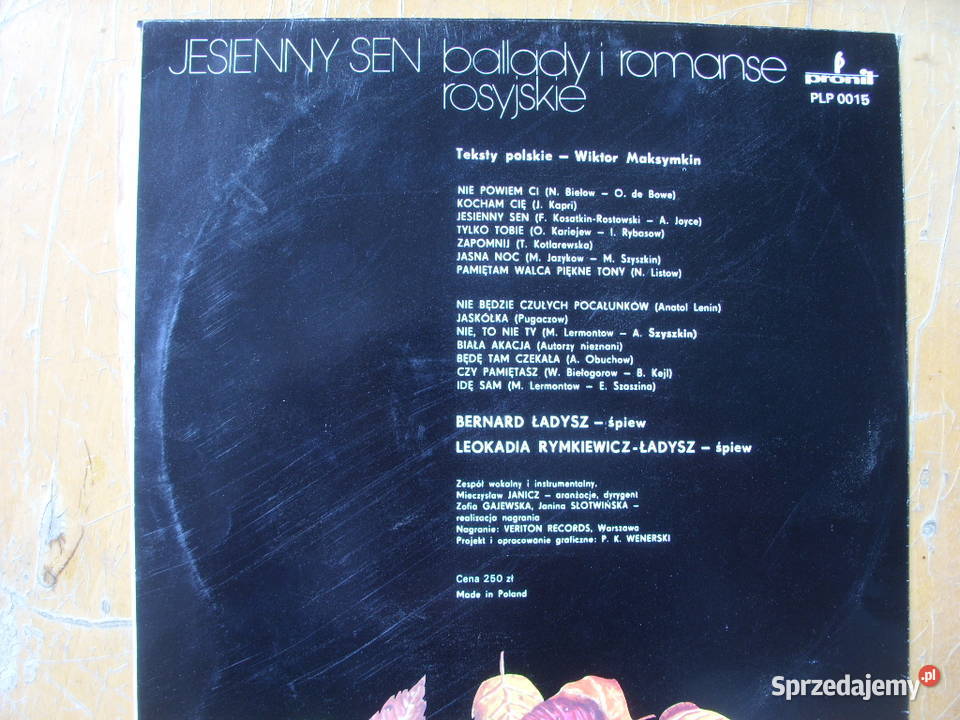 JESIENNY SEN ballady i romanse
rosyjskie
pronit
PLP 0015
Teksty polskie – Wiktor Maksymkin
NIE POWIEM CI (N. Biełow – O. de Bowe)
KOCHAM CIĘ (J. Kapri)
JESIENNY SEN (F. Kosatkin-Rostowski – A. Joyce)
TYLKO TOBIE (O. Kariejew – I. Rybasow)
ZAPOMNIJ (T. Kotlarewska)
JASNA NOC (M. Jazykow – M. Szyszkin)
PAMIĘTAM WALCA PIĘKNE TONY (N. Listow)
NIE BĘDZIE CZUŁYCH POCAŁUNKÓW (Anatol Lenin)
JASKÓŁKA (Pugaczow)
NIE, TO NIE TY (M. Lermontow – A. Szyszkin)
BIAŁA AKACJA (Autorzy nieznani)
BĘDĘ TAM CZEKAŁA (A. Obuchow)
CZY PAMIĘTASZ (W. Biełogorow – B. Kejl)
IDĘ SAM (M. Lermontow – E. Szaszina)
BERNARD ŁADYSZ – śpiew
LEOKADIA RYMKIEWICZ-ŁADYSZ – śpiew
Zespół wokalny i instrumentalny.
Mieczysław JANICZ – aranżacje, dyrygent
Zofia GAJEWSKA, Janina SŁOTWIŃSKA –
realizacja nagrania
Nagranie: VERITON RECORDS, Warszawa
Projekt i opracowanie graficzne: P. K. WENERSKI
Cena 250 zł
Made in Poland
Sprzedajemy.pl